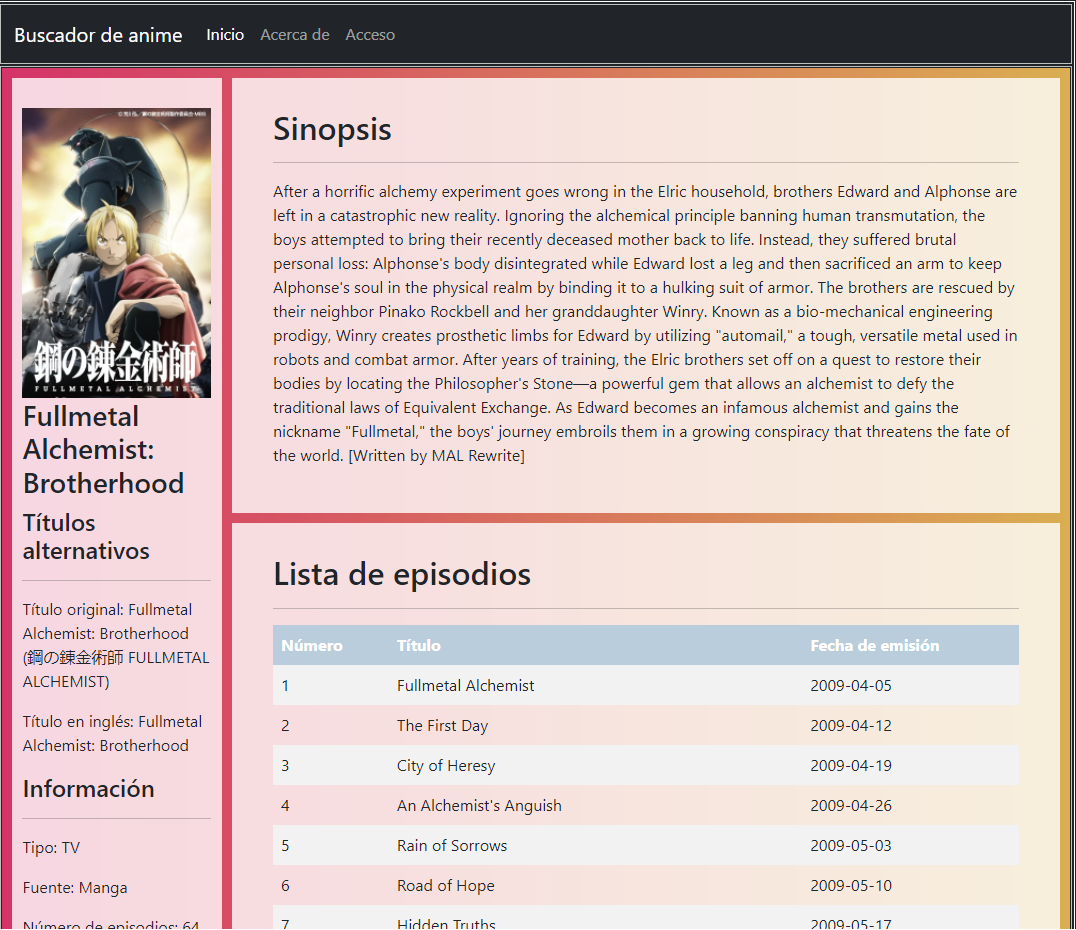 Buscador de anime Inicio Acerca de Acceso
鋼の錬金術師
FULLMETAL ALCHEMIST
Fullmetal
Alchemist:
Brotherhood
Títulos
alternativos
Título original: Fullmetal
Alchemist: Brotherhood
(鋼の錬金術師 FULLMETAL
ALCHEMIST)
Título en inglés: Fullmetal
Alchemist: Brotherhood
Información
Tipo: TV
Fuente: Manga
Número de episodios: 64
Sinopsis
After a horrific alchemy experiment goes wrong in the Elric household, brothers Edward and Alphonse are
left in a catastrophic new reality. Ignoring the alchemical principle banning human transmutation, the
boys attempted to bring their recently deceased mother back to life. Instead, they suffered brutal
personal loss: Alphonse's body disintegrated while Edward lost a leg and then sacrificed an arm to keep
Alphonse's soul in the physical realm by binding it to a hulking suit of armor. The brothers are rescued by
their neighbor Pinako Rockbell and her granddaughter Winry. Known as a bio-mechanical engineering
prodigy, Winry creates prosthetic limbs for Edward by utilizing "automail," a tough, versatile metal used in
robots and combat armor. After years of training, the Elric brothers set off on a quest to restore their
bodies by locating the Philosopher's Stone—a powerful gem that allows an alchemist to defy the
traditional laws of Equivalent Exchange. As Edward becomes an infamous alchemist and gains the
nickname "Fullmetal," the boys' journey embroils them in a growing conspiracy that threatens the fate of
the world. [Written by MAL Rewrite]
Lista de episodios
Número Título Fecha de emisión
1 Fullmetal Alchemist 2009-04-05
2 The First Day 2009-04-12
3 City of Heresy 2009-04-19
4 An Alchemist's Anguish 2009-04-26
5 Rain of Sorrows 2009-05-03
6 Road of Hope 2009-05-10
7 Hidden Truths 2009-05-17